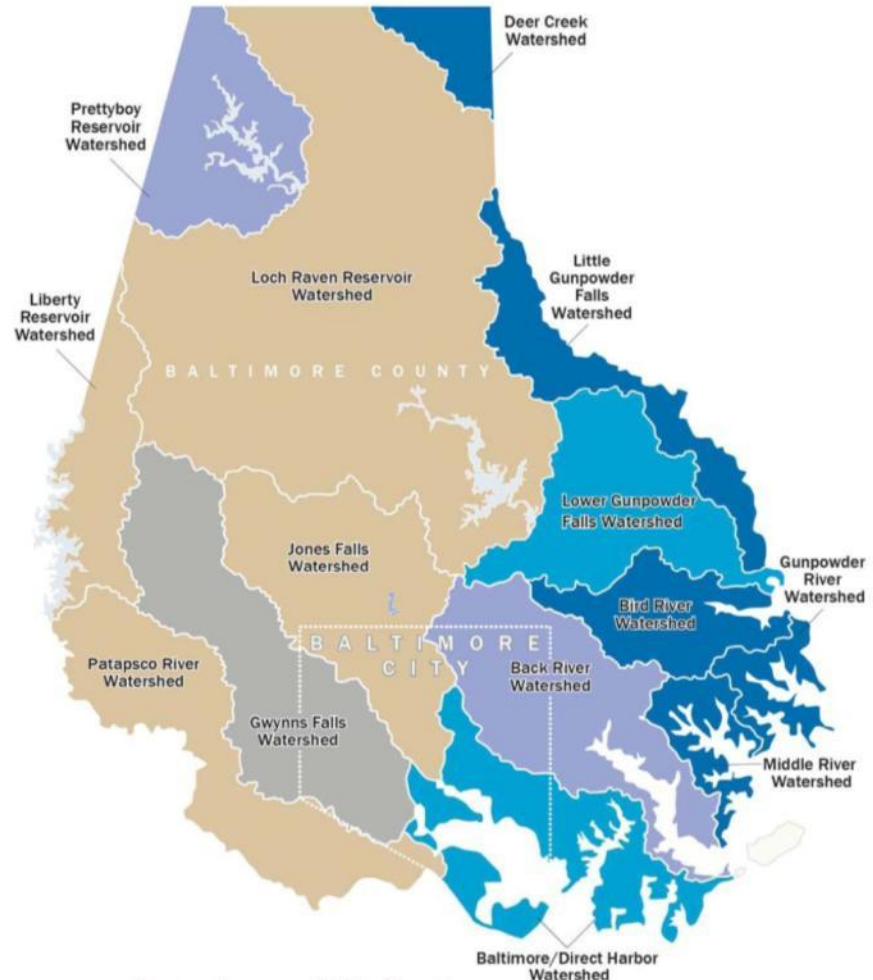 Deer Creek
Watershed
Prettyboy
Reservoir
Watershed
Little
Gunpowder
Falls
Watershed
Loch Raven Reservoir
Watershed
Liberty
Reservoir
Watershed
BALTIMORE COUNTY
Lower Gunpowder
Falls Watershed
Jones Falls
Watershed
Gunpowder
River
Watershed
Bird River
Watershed
BALTIMORE
CITY
Patapsco River
Watershed
Back River
Watershed
Gwynns Falls
Watershed
Middle River
Watershed
Baltimore/Direct Harbor
Watershed